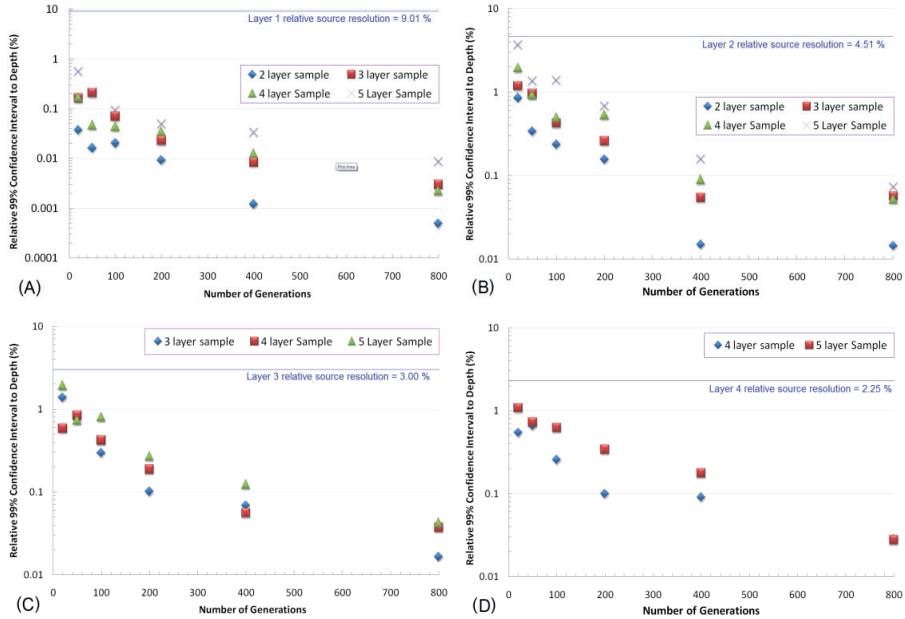 Layer 1 relative source resolution = 9.01 %
2 layer sample
3 layer sample
4 layer Sample
5 Layer Sample
Plot Area
10
1
0.1
0.01
0.001
0.0001
0 100 200 300 400 500 600 700 800
Relative 99% Confidence Interval to Depth (%)
Number of Generations
(A)
Layer 2 relative source resolution = 4.51 %
2 layer sample
3 layer sample
4 layer Sample
5 Layer Sample
10
1
0.1
0.01
0 100 200 300 400 500 600 700 800
Relative 99% Confidence Interval to Depth (%)
Number of Generations
(B)
3 layer sample
4 layer sample
5 Layer Sample
Layer 3 relative source resolution = 3.00 %
10
1
0.1
0.01
0 100 200 300 400 500 600 700 800
Relative 99% Confidence Interval to Depth (%)
Number of Generations
(C)
4 layer sample
5 layer Sample
Layer 4 relative source resolution = 2.25 %
10
1
0.1
0.01
0 100 200 300 400 500 600 700 800
Relative 99% Confidence Interval to Depth (%)
Number of Generations
(D)